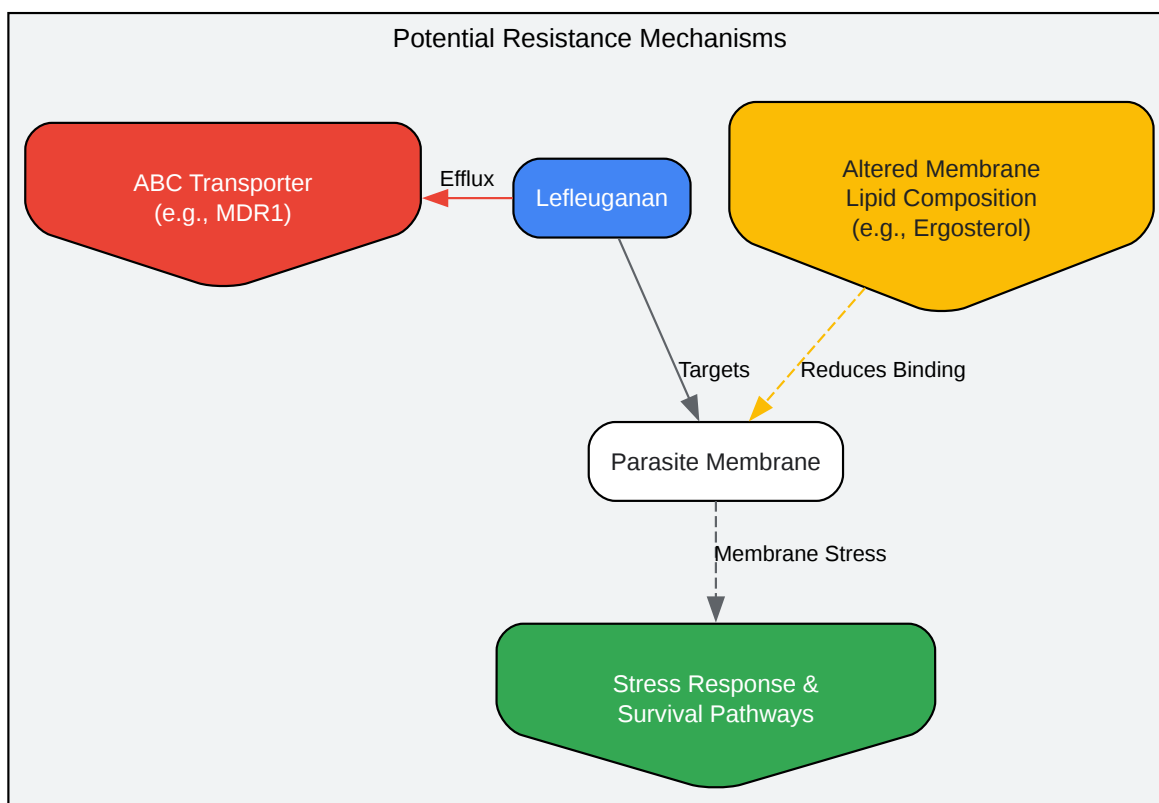 Potential Resistance Mechanisms
ABC Transporter
(e.g., MDR1)
Efflux
Lefleuganan
Altered Membrane
Lipid Composition
(e.g., Ergosterol)
Targets
Reduces Binding
Parasite Membrane
Membrane Stress
Stress Response &
Survival Pathways